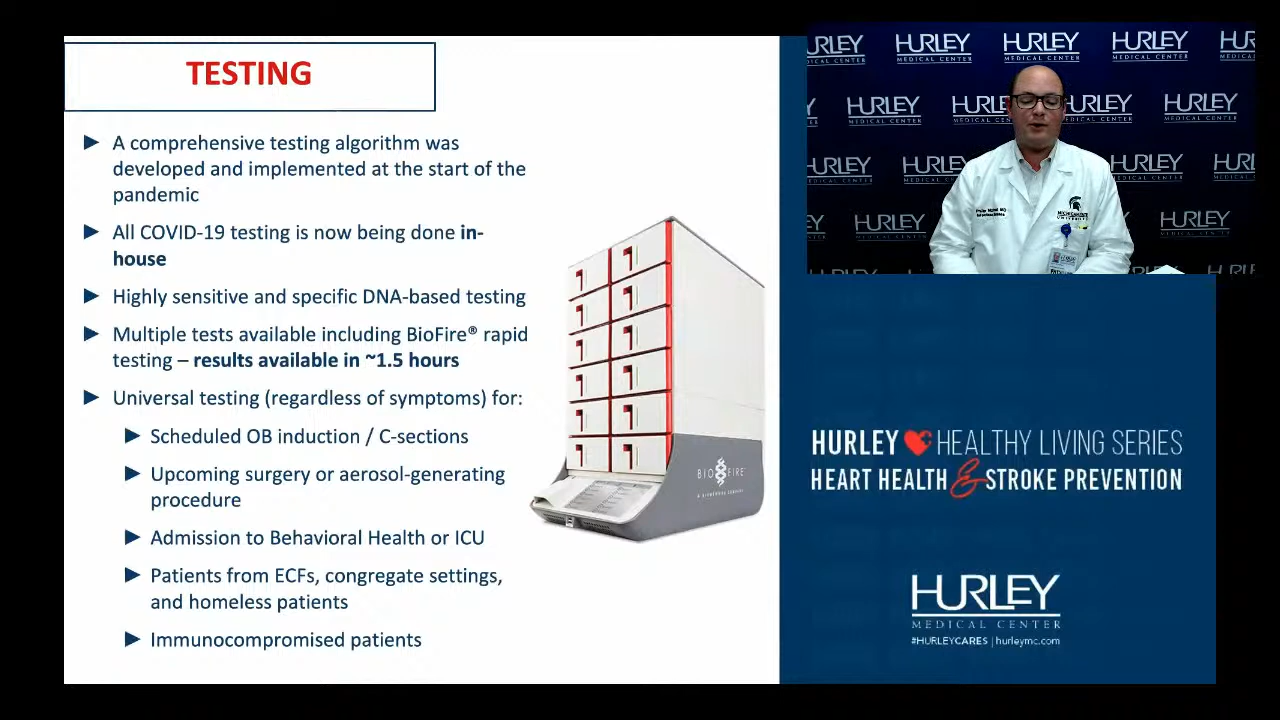 TESTING
A comprehensive testing algorithm was
developed and implemented at the start of the
pandemic
All COVID-19 testing is now being done in-
house
Highly sensitive and specific DNA-based testing
Multiple tests available including BioFire® rapid
testing – results available in ~1.5 hours
Universal testing (regardless of symptoms) for:
Scheduled OB induction / C-sections
Upcoming surgery or aerosol-generating
procedure
Admission to Behavioral Health or ICU
Patients from ECFs, congregate settings,
and homeless patients
Immunocompromised patients
BIO FIRE
HURLEY
MEDICAL CENTER
HURLEY HEALTHY LIVING SERIES
HEART HEALTH & STROKE PREVENTION
HURLEY
MEDICAL CENTER
#HURLEYCARES | hurleymc.com